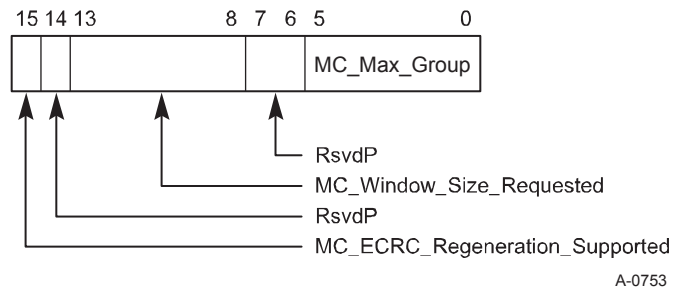 15 14 13 8 7 6 5 0
MC_Max_Group
RsvdP
MC_Window_Size_Requested
RsvdP
MC_ECRC_Regeneration_Supported
A-0753